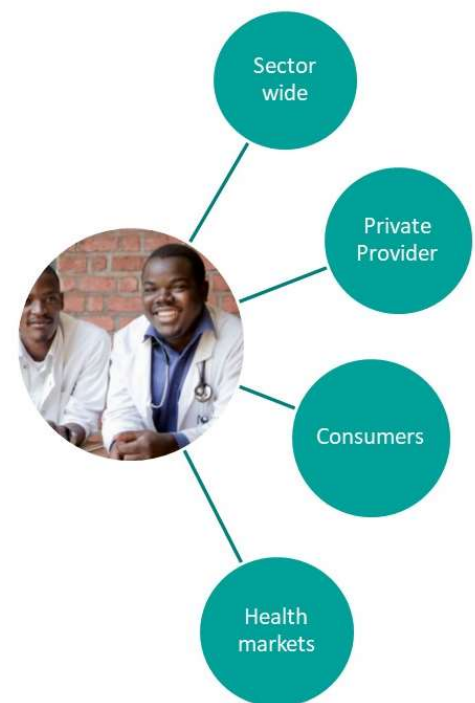 Sector
wide
Private
Provider
Consumers
Health
markets